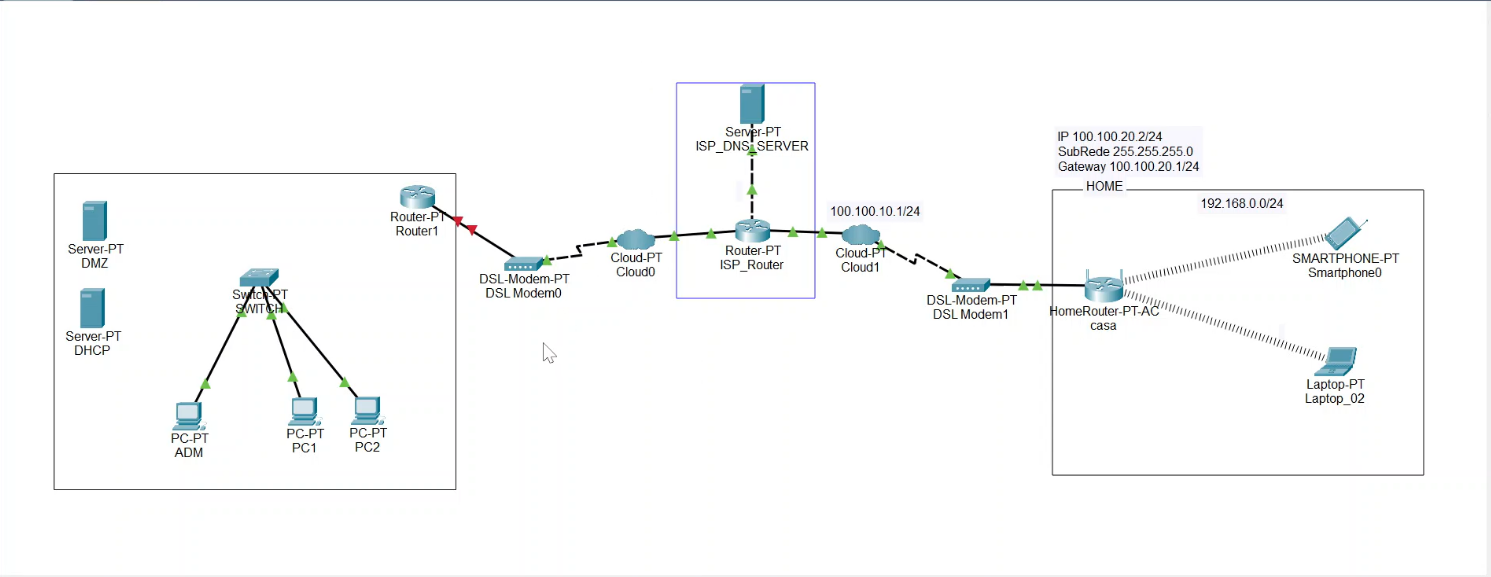 Server-PT
ISP_DNS_SERVER
IP 100.100.20.2/24
SubRede 255.255.255.0
Gateway 100.100.20.1/24
HOME
192.168.0.0/24
100.100.10.1/24
Router-PT
Router1
Server-PT
DMZ
Router-PT
ISP_Router
Cloud-PT
Cloud0
Cloud-PT
Cloud1
SMARTPHONE-PT
Smartphone0
DSL-Modem-PT
DSL Modem0
Switch-PT
SWITCH
DSL-Modem-PT
DSL Modem1
HomeRouter-PT-AC
casa
Server-PT
DHCP
Laptop-PT
Laptop_02
PC-PT
ADM
PC-PT
PC1
PC-PT
PC2